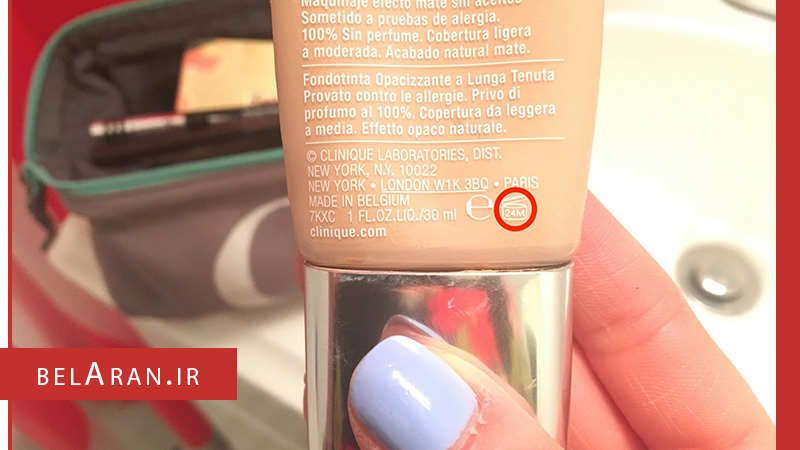 Maquillaje efecto mate sin aceites
Sometido a pruebas de alergia.
100% Sin perfume. Cobertura ligera
a moderada. Acabado natural mate.
Fondotinta Opacizzante a Lunga Tenuta
Provato contro le allergie. Privo di
profumo al 100%. Copertura da leggera
a media. Effetto opaco naturale.
© CLINIQUE LABORATORIES, DIST.
NEW YORK, N.Y. 10022
NEW YORK • LONDON W1K 3BQ • PARIS
MADE IN BELGIUM
7KXC 1 FL.OZ.LIQ./30 ml ℮ 24M
clinique.com
BELARAN.IR